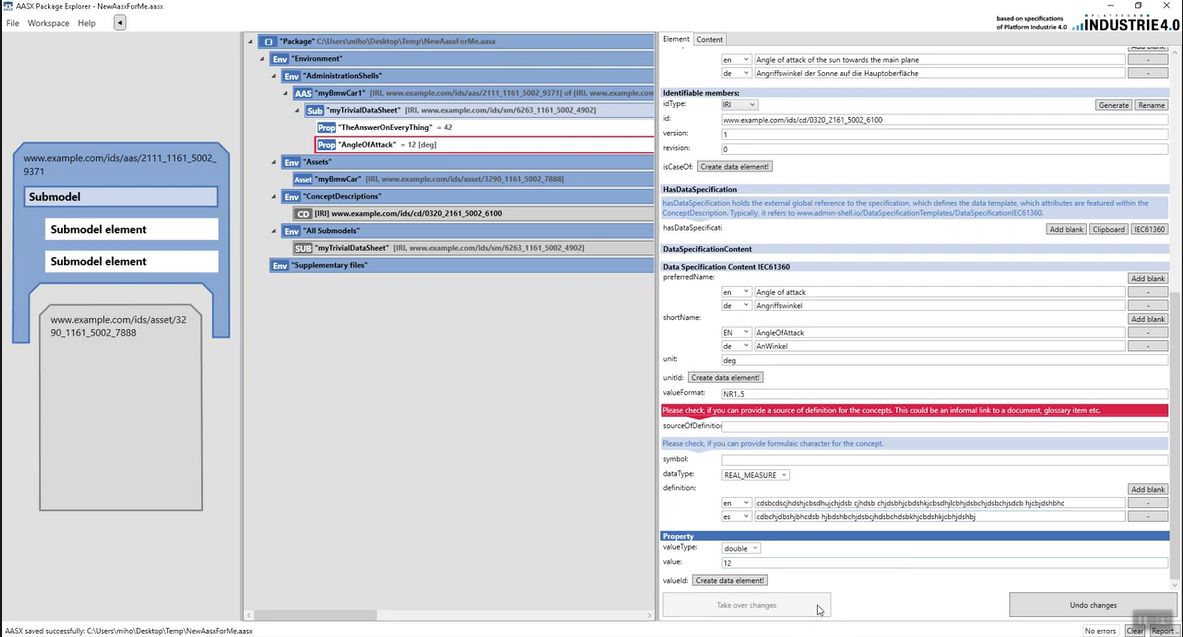 AASX Package Explorer - NewAasxForMe.aasx
File Workspace Help
based on specifications
of Platform Industrie 4.0
PLATTFORM
INDUSTRIE4.0
www.example.com/ids/aas/2111_1161_5002_
9371
Submodel
Submodel element
Submodel element
www.example.com/ids/asset/32
90_1161_5002_7888
"Package" C:\Users\miho\Desktop\Temp\NewAasxForMe.aasx
Env "Environment"
Env "AdministrationShells"
AAS "myBmwCar1" [IRI, www.example.com/ids/aas/2111_1161_5002_9371] of [IRI, www.example.com
Sub "myTrivialDataSheet" [IRI, www.example.com/ids/sm/6263_1161_5002_4902]
Prop "TheAnswerOnEveryThing" = 42
Prop "AngleOfAttack" = 12 [deg]
Env "Assets"
Asset "myBmwCar" [IRI, www.example.com/ids/asset/3290_1161_5002_7888]
Env "ConceptDescriptions"
CD [IRI] www.example.com/ids/cd/0320_2161_5002_6100
Env "All Submodels"
SUB "myTrivialDataSheet" [IRI, www.example.com/ids/sm/6263_1161_5002_4902]
Env "Supplementary files"
Element Content
Add blank
en Angle of attack of the sun towards the main plane -
de Angriffswinkel der Sonne auf die Hauptoberfläche -
Identifiable members:
idType: IRI Generate Rename
id: www.example.com/ids/cd/0320_2161_5002_6100
version: 1
revision: 0
isCaseOf: Create data element!
HasDataSpecification
hasDataSpecification holds the external global reference to the specification, which defines the data template, which attributes are featured within the
ConceptDescription. Typically, it refers to www.admin-shell.io/DataSpecificationTemplates/DataSpecificationIEC61360.
hasDataSpecificati Add blank Clipboard IEC61360
DataSpecificationContent
Data Specification Content IEC61360
preferredName: Add blank
en Angle of attack -
de Angriffswinkel -
shortName: Add blank
EN AngleOfAttack -
de AnWinkel -
unit: deg
unitId: Create data element!
valueFormat: NR1..5
Please check, if you can provide a source of definition for the concepts. This could be an informal link to a document, glossary item etc.
sourceOfDefinition
Please check, if you can provide formulaic character for the concept.
symbol:
dataType: REAL_MEASURE
definition: Add blank
en -
es -
Property
valueType: double
value: 12
valueId: Create data element!
Take over changes Undo changes
AASX saved successfully: C:\Users\miho\Desktop\Temp\NewAasxForMe.aasx No errors Clear Report..